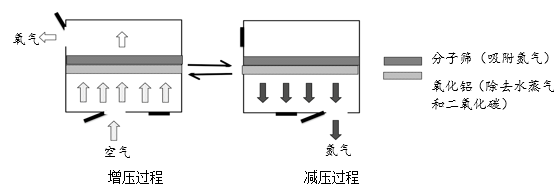 氧气
分子筛（吸附氮气）
氧化铝（除去水蒸气
和二氧化碳）
空气
氮气
增压过程
减压过程